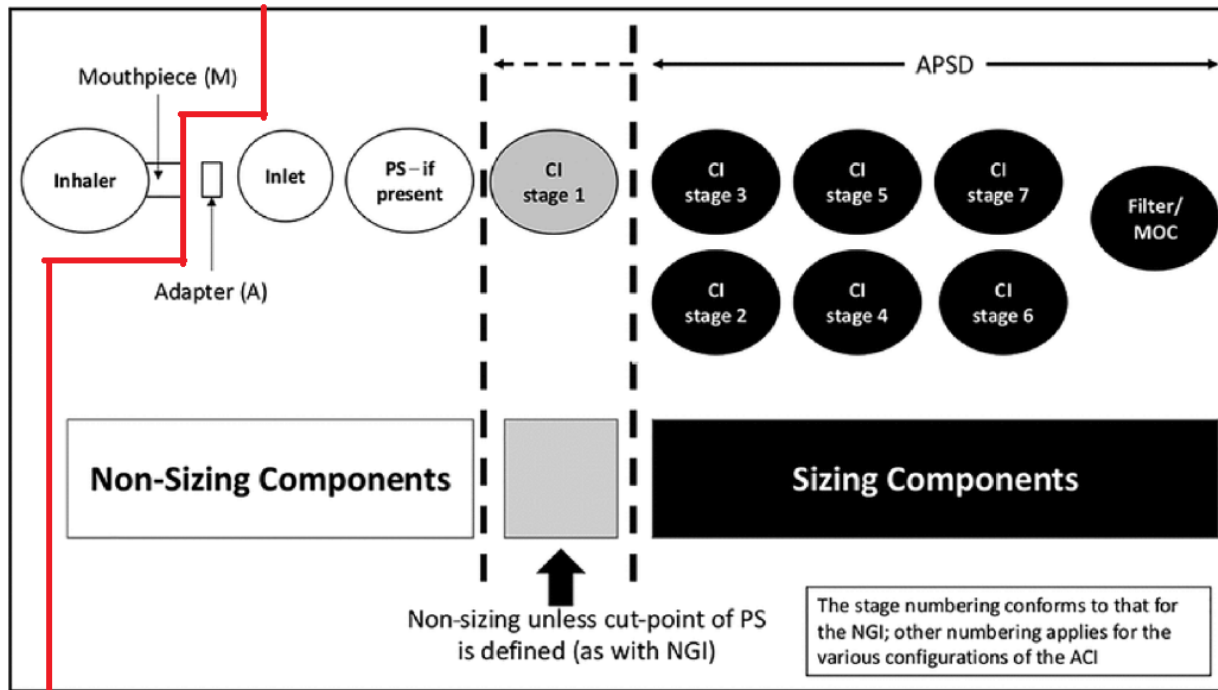 APSD
Mouthpiece (M)
Inhaler
Inlet
PS–if
present
CI
stage 1
CI
stage 3
CI
stage 5
CI
stage 7
Filter/
MOC
Adapter (A)
CI
stage 2
CI
stage 4
CI
stage 6
Non-Sizing Components
Sizing Components
Non-sizing unless cut-point of PS
is defined (as with NGI)
The stage numbering conforms to that for
the NGI; other numbering applies for the
various configurations of the ACI